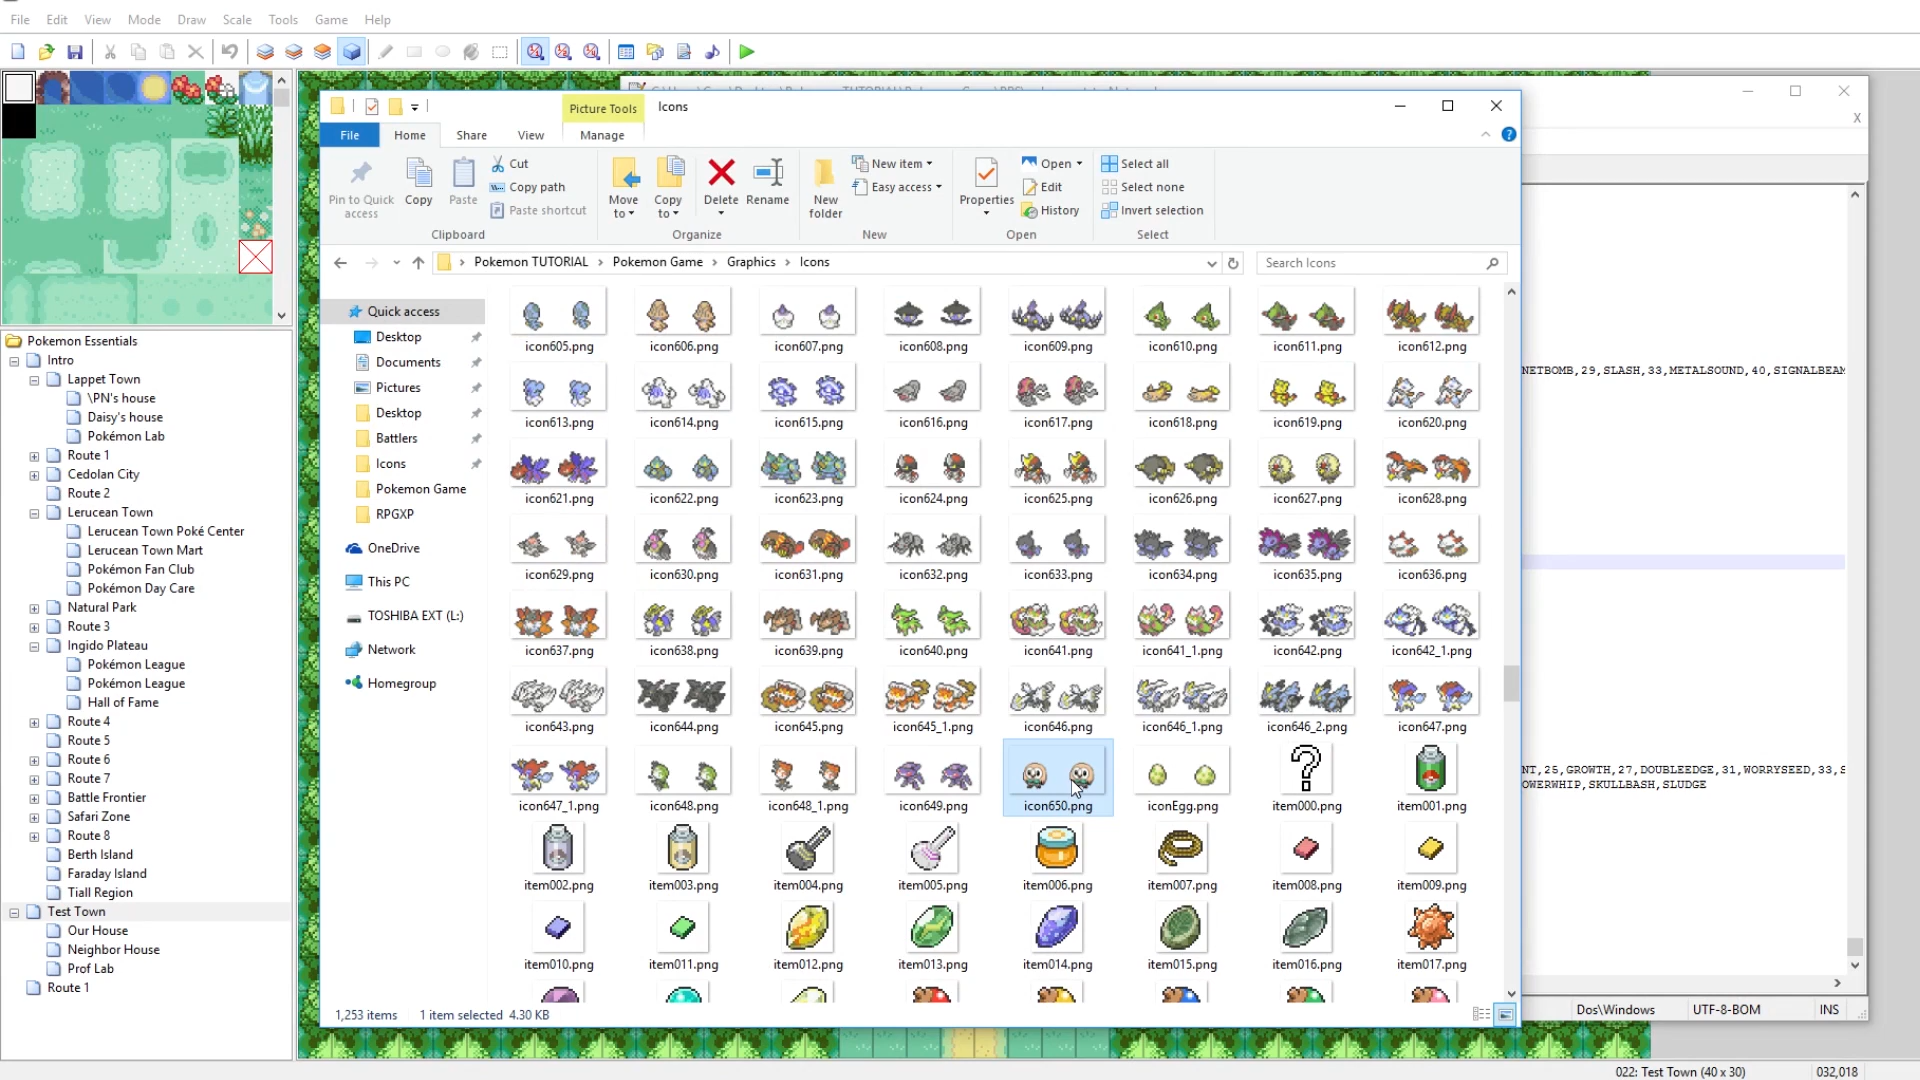 File Edit View Mode Draw Scale Tools Game Help
Picture Tools
Icons
File Home Share View Manage
Pin to Quick access
Copy
Paste
Cut
Copy path
Paste shortcut
Clipboard
Move to
Copy to
Delete
Rename
Organize
New folder
New item
Easy access
New
Properties
Open
Edit
History
Open
Select all
Select none
Invert selection
Select
Pokemon TUTORIAL > Pokemon Game > Graphics > Icons
Search Icons
Quick access
Desktop
Documents
Pictures
Desktop
Battlers
Icons
Pokemon Game
RPGXP
OneDrive
This PC
TOSHIBA EXT (L:)
Network
Homegroup
icon605.png icon606.png icon607.png icon608.png icon609.png icon610.png icon611.png icon612.png
icon613.png icon614.png icon615.png icon616.png icon617.png icon618.png icon619.png icon620.png
icon621.png icon622.png icon623.png icon624.png icon625.png icon626.png icon627.png icon628.png
icon629.png icon630.png icon631.png icon632.png icon633.png icon634.png icon635.png icon636.png
icon637.png icon638.png icon639.png icon640.png icon641.png icon641_1.png icon642.png icon642_1.png
icon643.png icon644.png icon645.png icon645_1.png icon646.png icon646_1.png icon646_2.png icon647.png
icon647_1.png icon648.png icon648_1.png icon649.png icon650.png iconEgg.png item000.png item001.png
item002.png item003.png item004.png item005.png item006.png item007.png item008.png item009.png
item010.png item011.png item012.png item013.png item014.png item015.png item016.png item017.png
1,253 items 1 item selected 4.30 KB
Pokemon Essentials
Intro
Lappet Town
\PN's house
Daisy's house
Pokémon Lab
Route 1
Cedolan City
Route 2
Lerucean Town
Lerucean Town Poké Center
Lerucean Town Mart
Pokémon Fan Club
Pokémon Day Care
Natural Park
Route 3
Ingido Plateau
Pokémon League
Pokémon League
Hall of Fame
Route 4
Route 5
Route 6
Route 7
Battle Frontier
Safari Zone
Route 8
Berth Island
Faraday Island
Tiall Region
Test Town
Our House
Neighbor House
Prof Lab
Route 1
X
NETBOMB,29,SLASH,33,METALSOUND,40,SIGNALBEAM
NT,25,GROWTH,27,DOUBLEEDGE,31,WORRYSEED,33,S
OWERWHIP,SKULLBASH,SLUDGE
Dos\Windows UTF-8-BOM INS
022: Test Town (40 x 30) 032,018